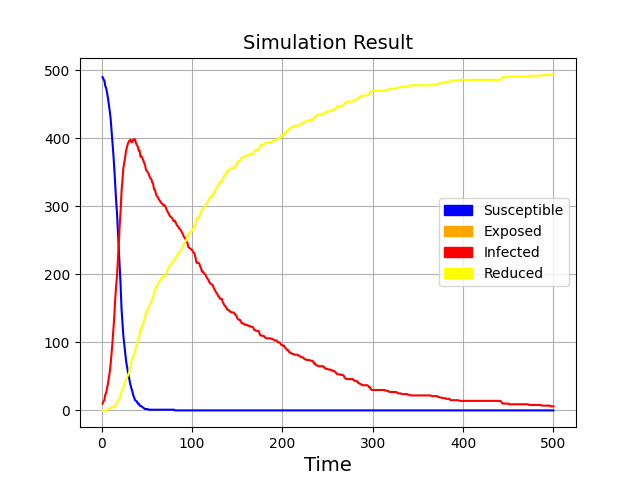 Simulation Result
500
400
300
200
100
0
Susceptible
Exposed
Infected
Reduced
0 100 200 300 400 500
Time